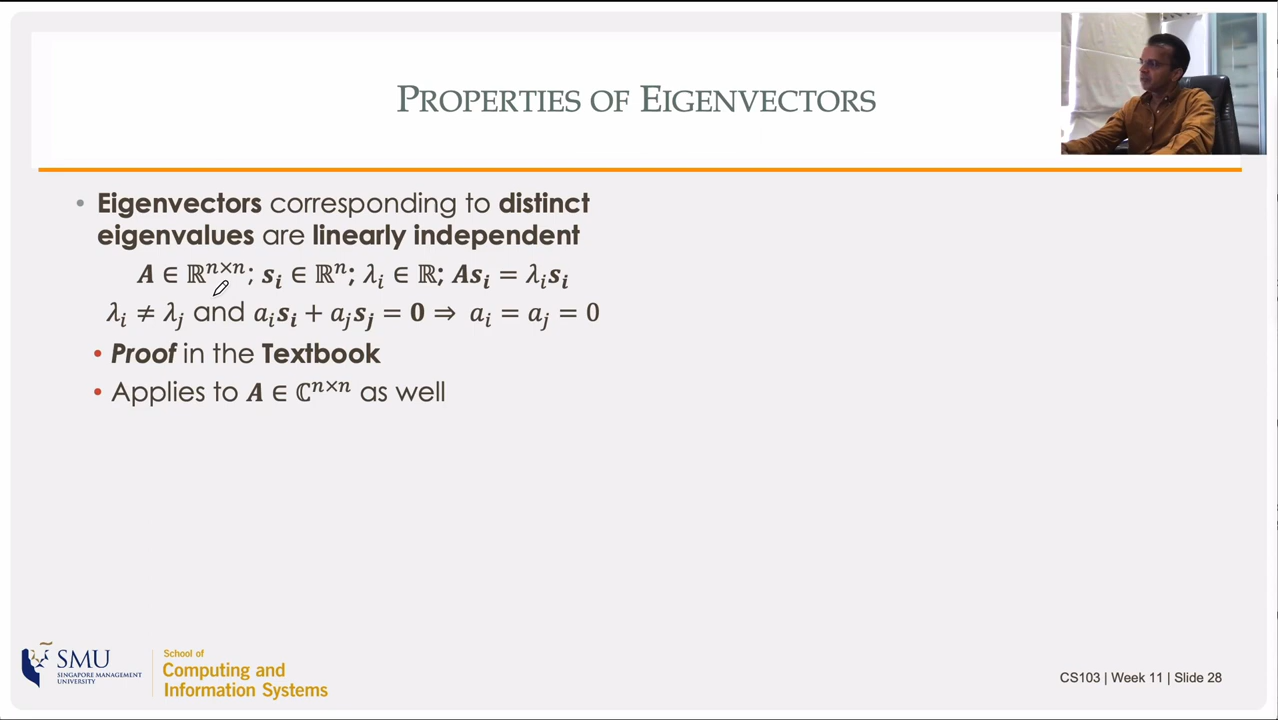 PROPERTIES OF EIGENVECTORS
• Eigenvectors corresponding to distinct
eigenvalues are linearly independent
A ∈ ℝⁿˣⁿ; sᵢ ∈ ℝⁿ; λᵢ ∈ ℝ; Asᵢ = λᵢsᵢ
λᵢ ≠ λⱼ and aᵢsᵢ + aⱼsⱼ = 0 ⇒ aᵢ = aⱼ = 0
• Proof in the Textbook
• Applies to A ∈ ℂⁿˣⁿ as well
SMU
SINGAPORE MANAGEMENT
UNIVERSITY
School of
Computing and
Information Systems
CS103 | Week 11 | Slide 28